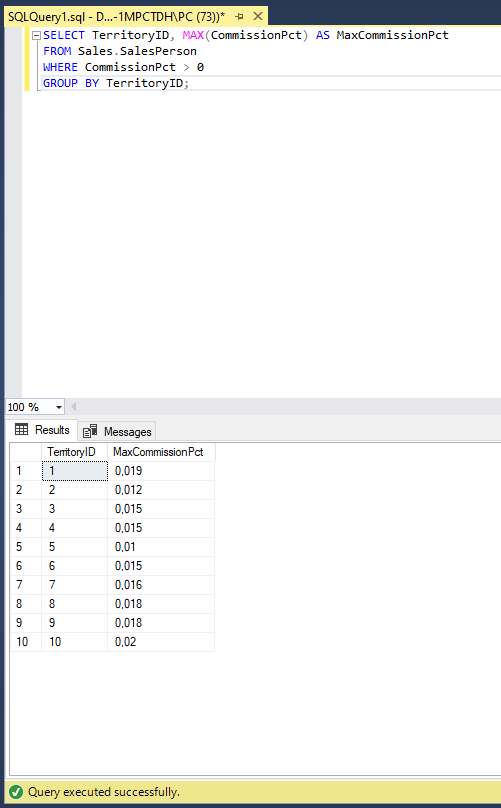 SQLQuery1.sql - D...-1MPCTDH\PC (73))*
SELECT TerritoryID, MAX(CommissionPct) AS MaxCommissionPct
FROM Sales.SalesPerson
WHERE CommissionPct > 0
GROUP BY TerritoryID;
100 %
Results Messages
TerritoryID MaxCommissionPct
1 1 0,019
2 2 0,012
3 3 0,015
4 4 0,015
5 5 0,01
6 6 0,015
7 7 0,016
8 8 0,018
9 9 0,018
10 10 0,02
Query executed successfully.